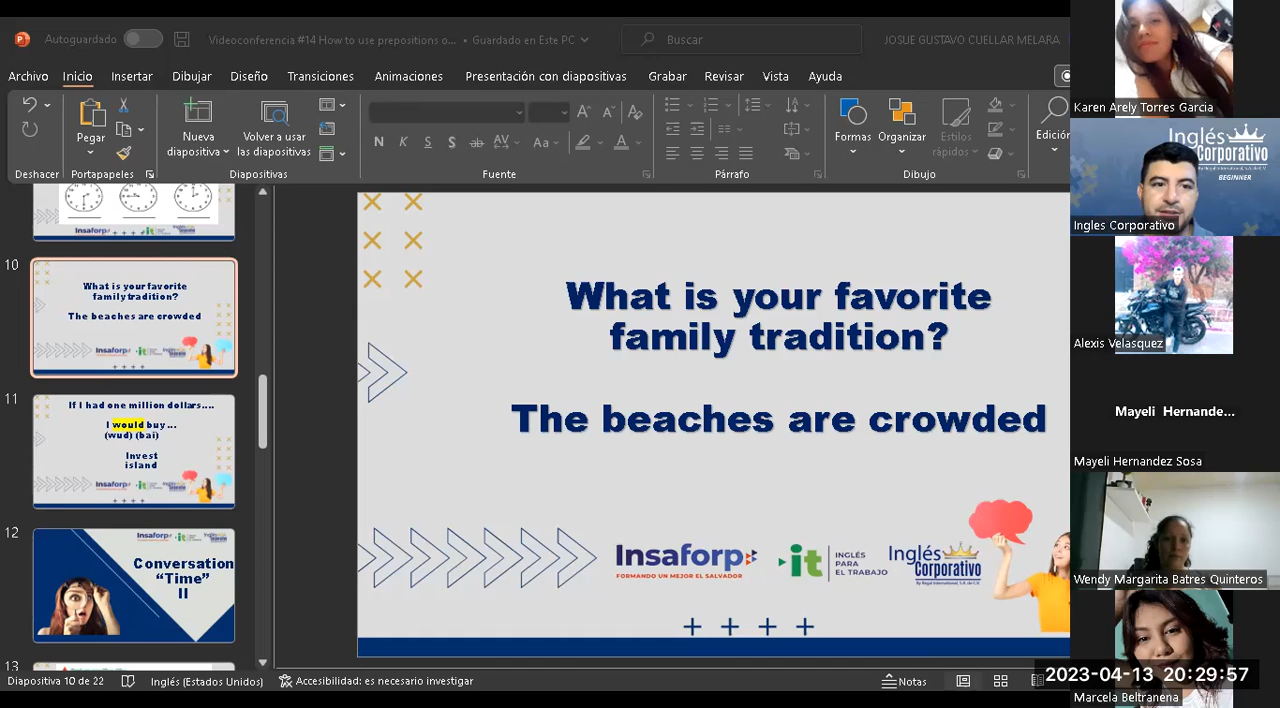 Autoguardado
Videoconferencia #14 How to use prepositions o... • Guardado en Este PC
Buscar
JOSUE GUSTAVO CUELLAR MELARA
Archivo Inicio Insertar Dibujar Diseño Transiciones Animaciones Presentación con diapositivas Grabar Revisar Vista Ayuda
Pegar
Nueva diapositiva
Volver a usar las diapositivas
N K S S ab AV Aa A
Formas
Organizar
Estilos rápidos
Edición
Deshacer Portapapeles Diapositivas Fuente Párrafo Dibujo
10
What is your favorite
family tradition?
The beaches are crowded
11
If I had one million dollars....
I would buy...
(wud) (bai)
Invest
island
12
Conversation
“Time”
II
13
What is your favorite
family tradition?
The beaches are crowded
Insaforp
FORMANDO UN MEJOR EL SALVADOR
it
INGLÉS
PARA
EL TRABAJO
Inglés
Corporativo
Diapositiva 10 de 22
Inglés (Estados Unidos)
Accesibilidad: es necesario investigar
Notas
Karen Arely Torres Garcia
Inglés
Corporativo
BEGINNER
Ingles Corporativo
Alexis Velasquez
Mayeli Hernande...
Mayeli Hernandez Sosa
Wendy Margarita Batres Quinteros
2023-04-13 20:29:57
Marcela Beltranena